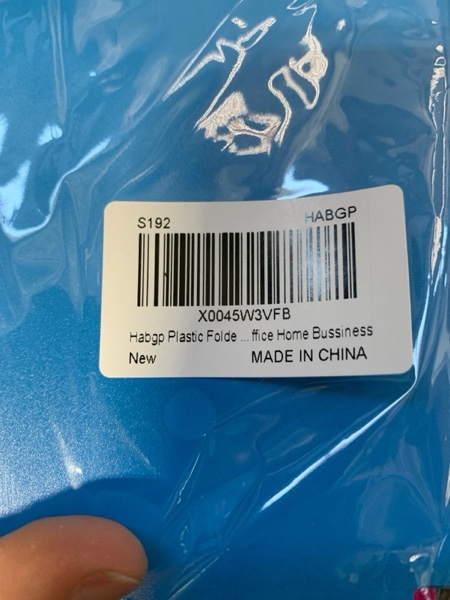 S192 HABGP
X0045W3VFB
Habgp Plastic Folde ... ffice Home Bussiness
New MADE IN CHINA